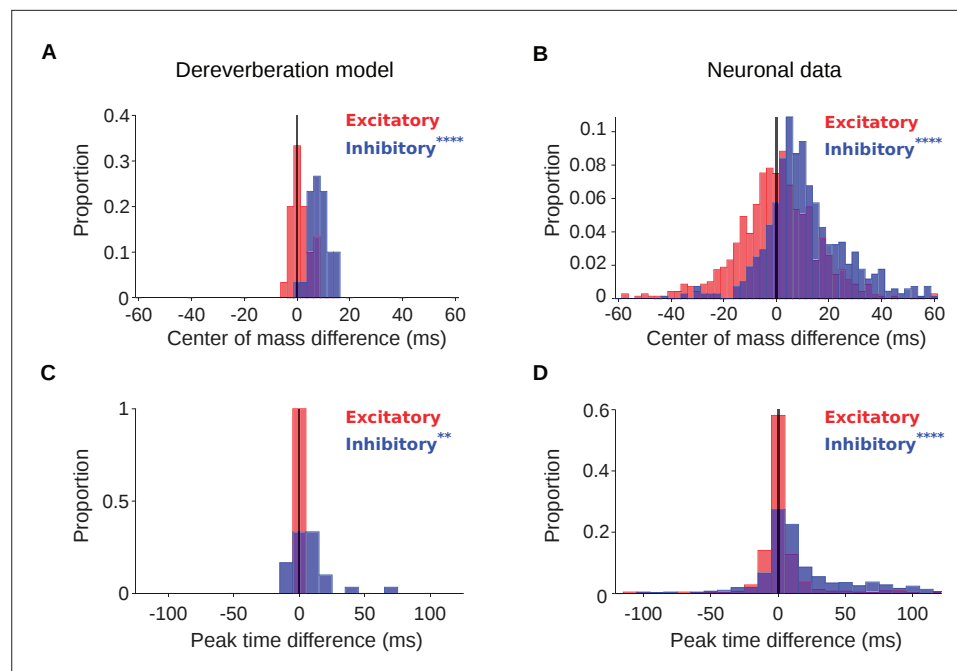 A
Dereverberation model
Excitatory
Inhibitory****
Proportion
0.4
0.3
0.2
0.1
0
-60 -40 -20 0 20 40 60
Center of mass difference (ms)
B
Neuronal data
Excitatory
Inhibitory****
Proportion
0.1
0.08
0.06
0.04
0.02
0
-60 -40 -20 0 20 40 60
Center of mass difference (ms)
C
Excitatory
Inhibitory**
Proportion
1
0.5
0
-100 -50 0 50 100
Peak time difference (ms)
D
Excitatory
Inhibitory****
Proportion
0.6
0.4
0.2
0
-100 -50 0 50 100
Peak time difference (ms)